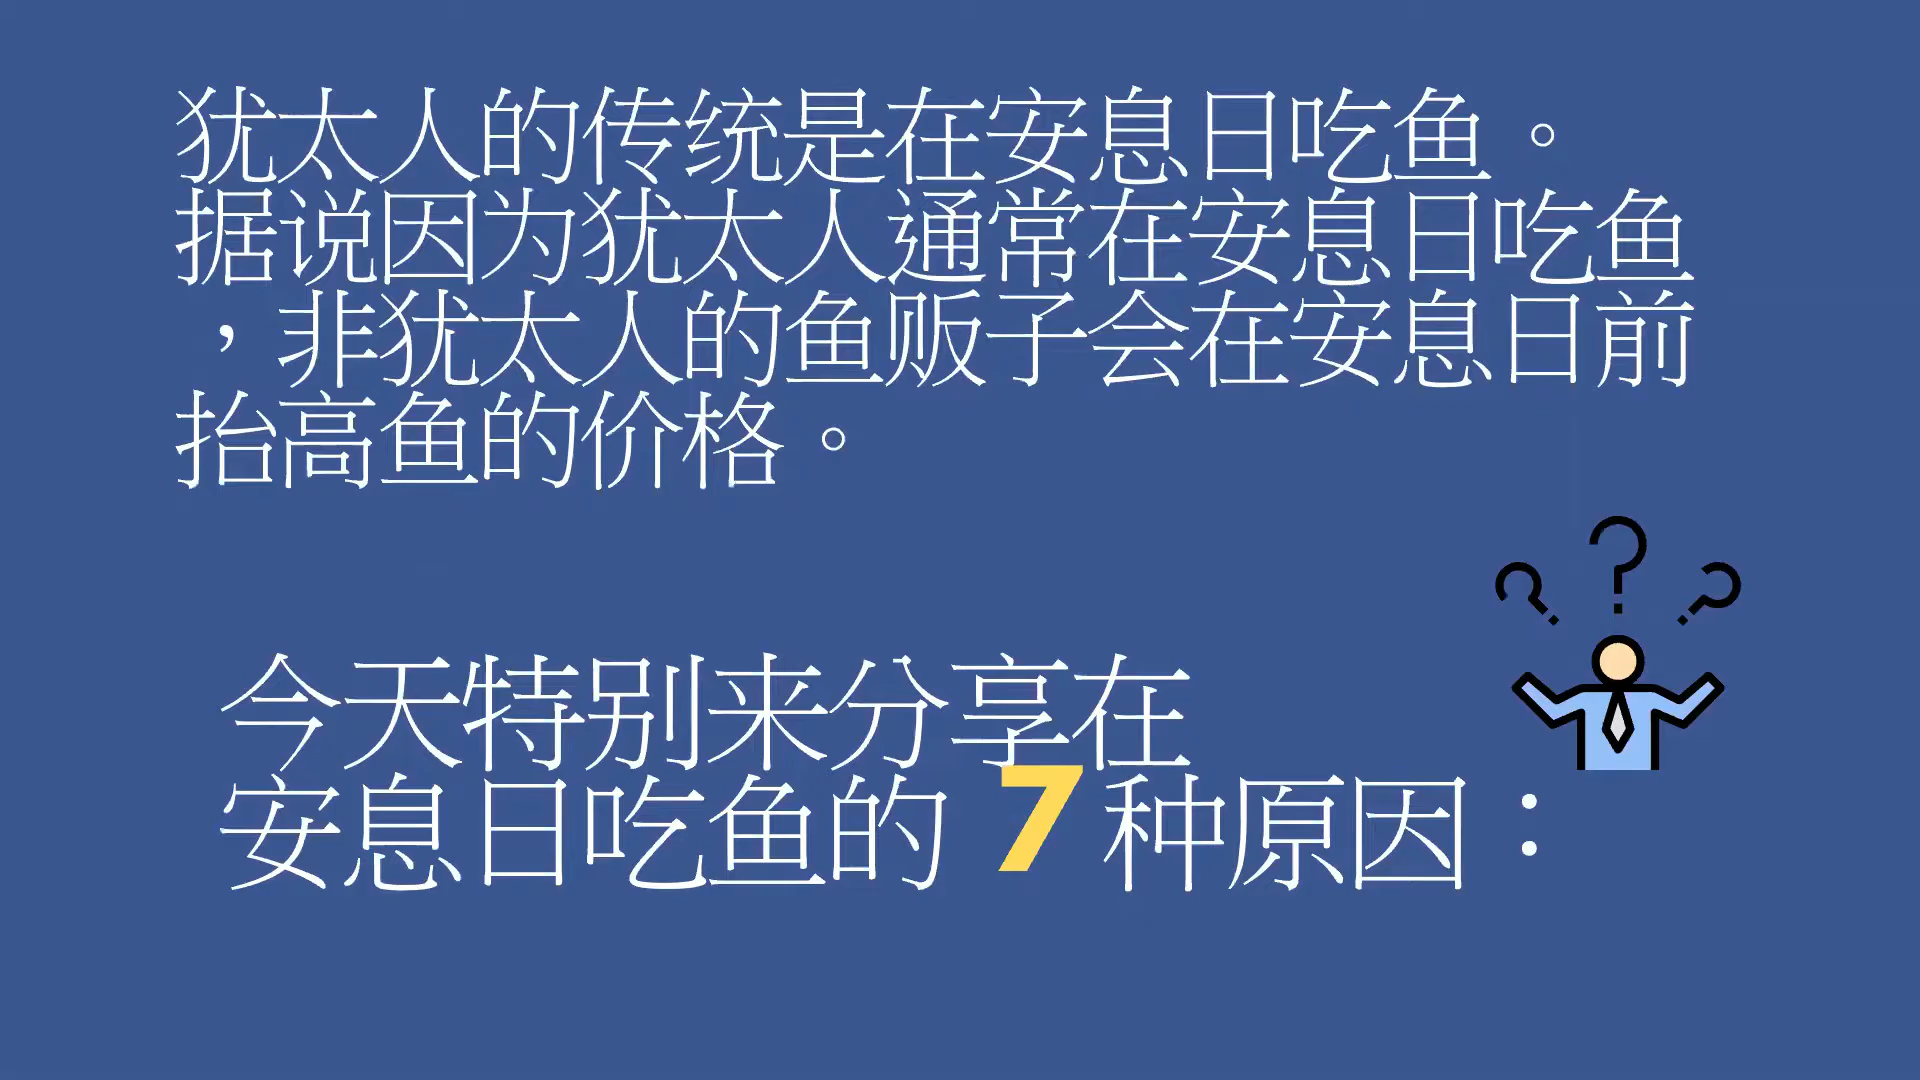 犹太人的传统是在安息日吃鱼。
据说因为犹太人通常在安息日吃鱼
，非犹太人的鱼贩子会在安息日前
抬高鱼的价格。
今天特别来分享在
安息日吃鱼的7种原因：